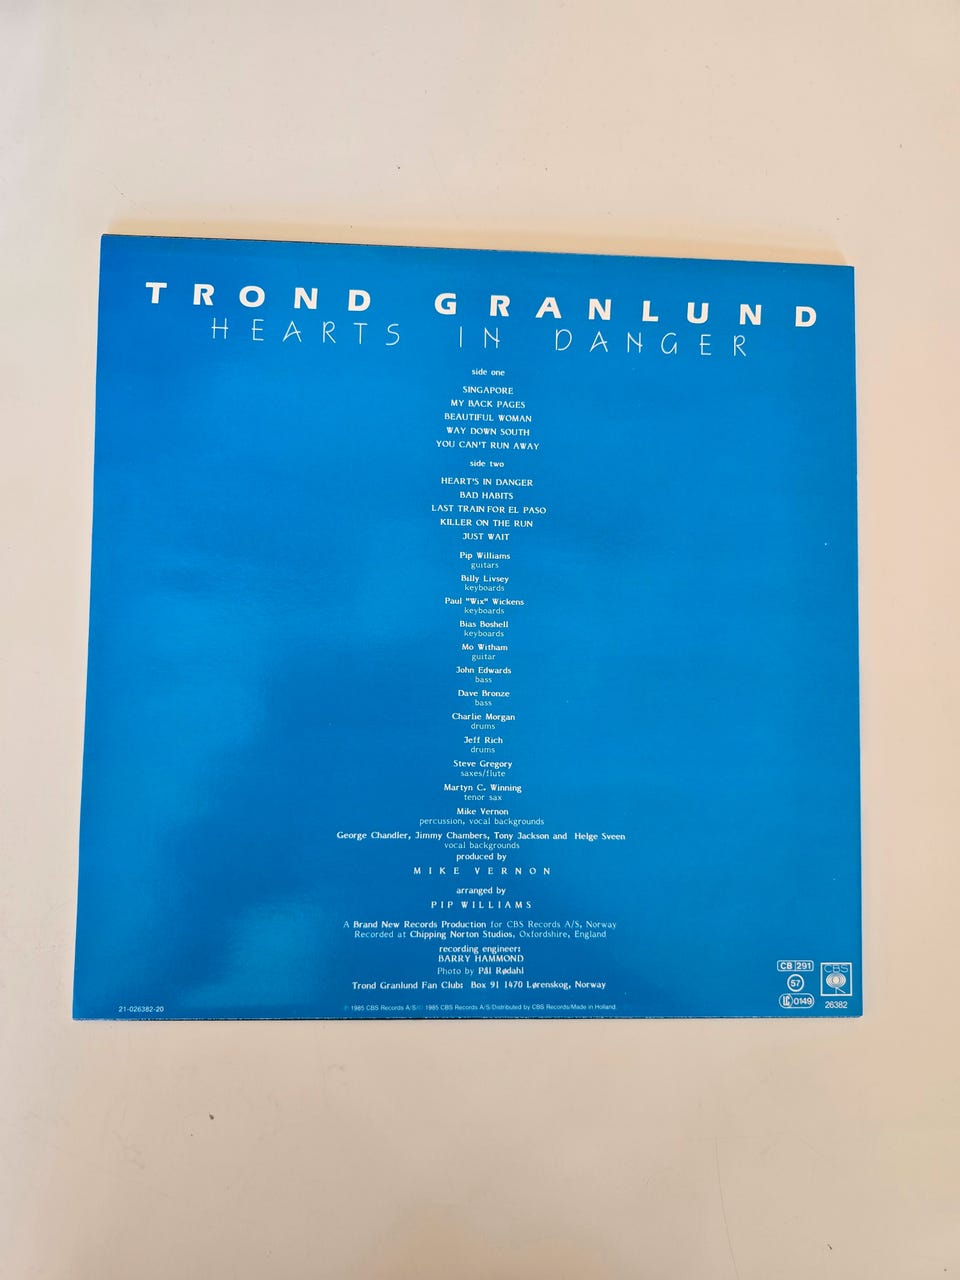 TROND GRANLUND
HEARTS IN DANGER
side one
SINGAPORE
MY BACK PAGES
BEAUTIFUL WOMAN
WAY DOWN SOUTH
YOU CAN'T RUN AWAY
side two
HEART'S IN DANGER
BAD HABITS
LAST TRAIN FOR EL PASO
KILLER ON THE RUN
JUST WAIT
Pip Williams
guitars
Billy Livsey
keyboards
Paul "Wix" Wickens
keyboards
Bias Boshell
keyboards
Mo Witham
guitar
John Edwards
bass
Dave Bronze
bass
Charlie Morgan
drums
Jeff Rich
drums
Steve Gregory
saxes/flute
Martyn C. Winning
tenor sax
Mike Vernon
percussion, vocal backgrounds
George Chandler, Jimmy Chambers, Tony Jackson and Helge Sveen
vocal backgrounds
produced by
MIKE VERNON
arranged by
PIP WILLIAMS
A Brand New Records Production for CBS Records A/S, Norway
Recorded at Chipping Norton Studios, Oxfordshire, England
recording engineer:
BARRY HAMMOND
Photo by Pål Rødahl
Trond Granlund Fan Club: Box 91 1470 Lørenskog, Norway
℗ 1985 CBS Records A/S/© 1985 CBS Records A/S/Distributed by CBS Records/Made in Holland.
21-026382-20
CB 291
57
LC 0149
CBS
26382